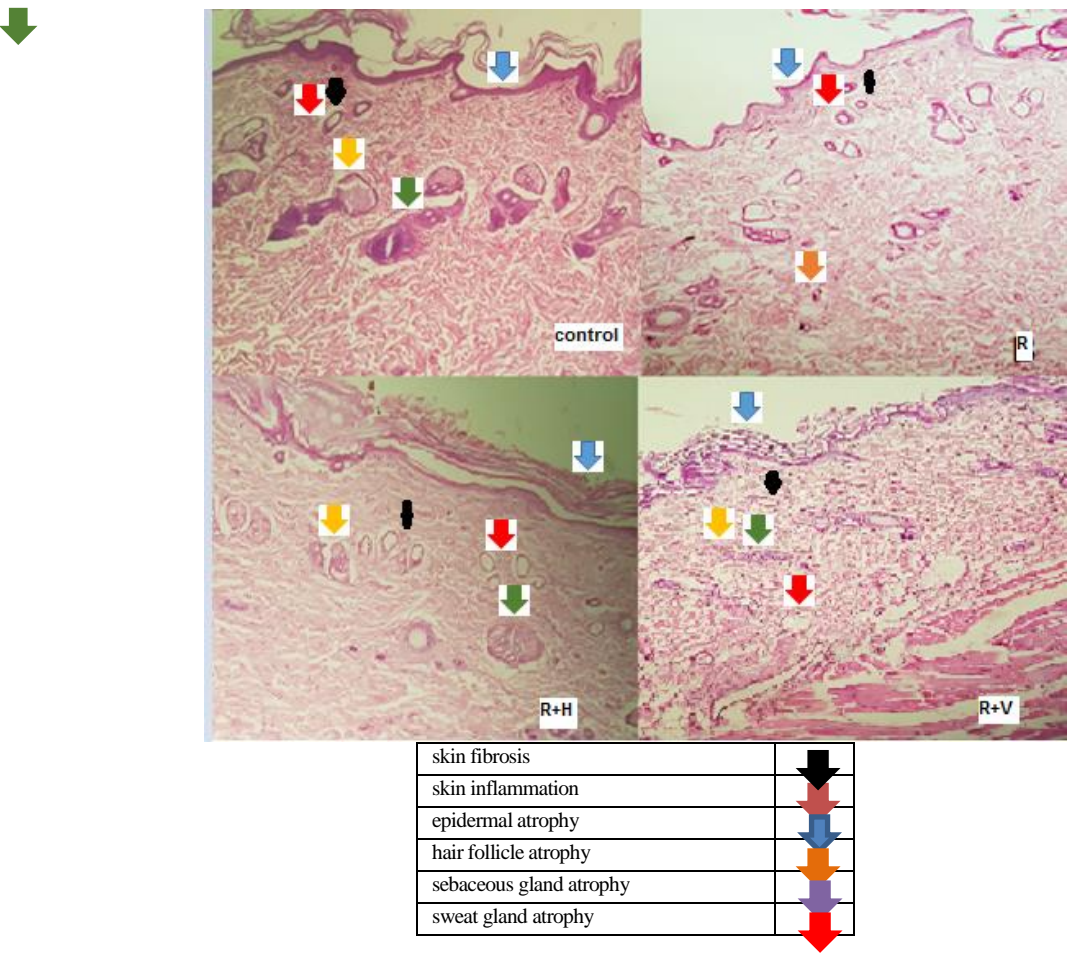 control
R
R+H
R+V
skin fibrosis
skin inflammation
epidermal atrophy
hair follicle atrophy
sebaceous gland atrophy
sweat gland atrophy